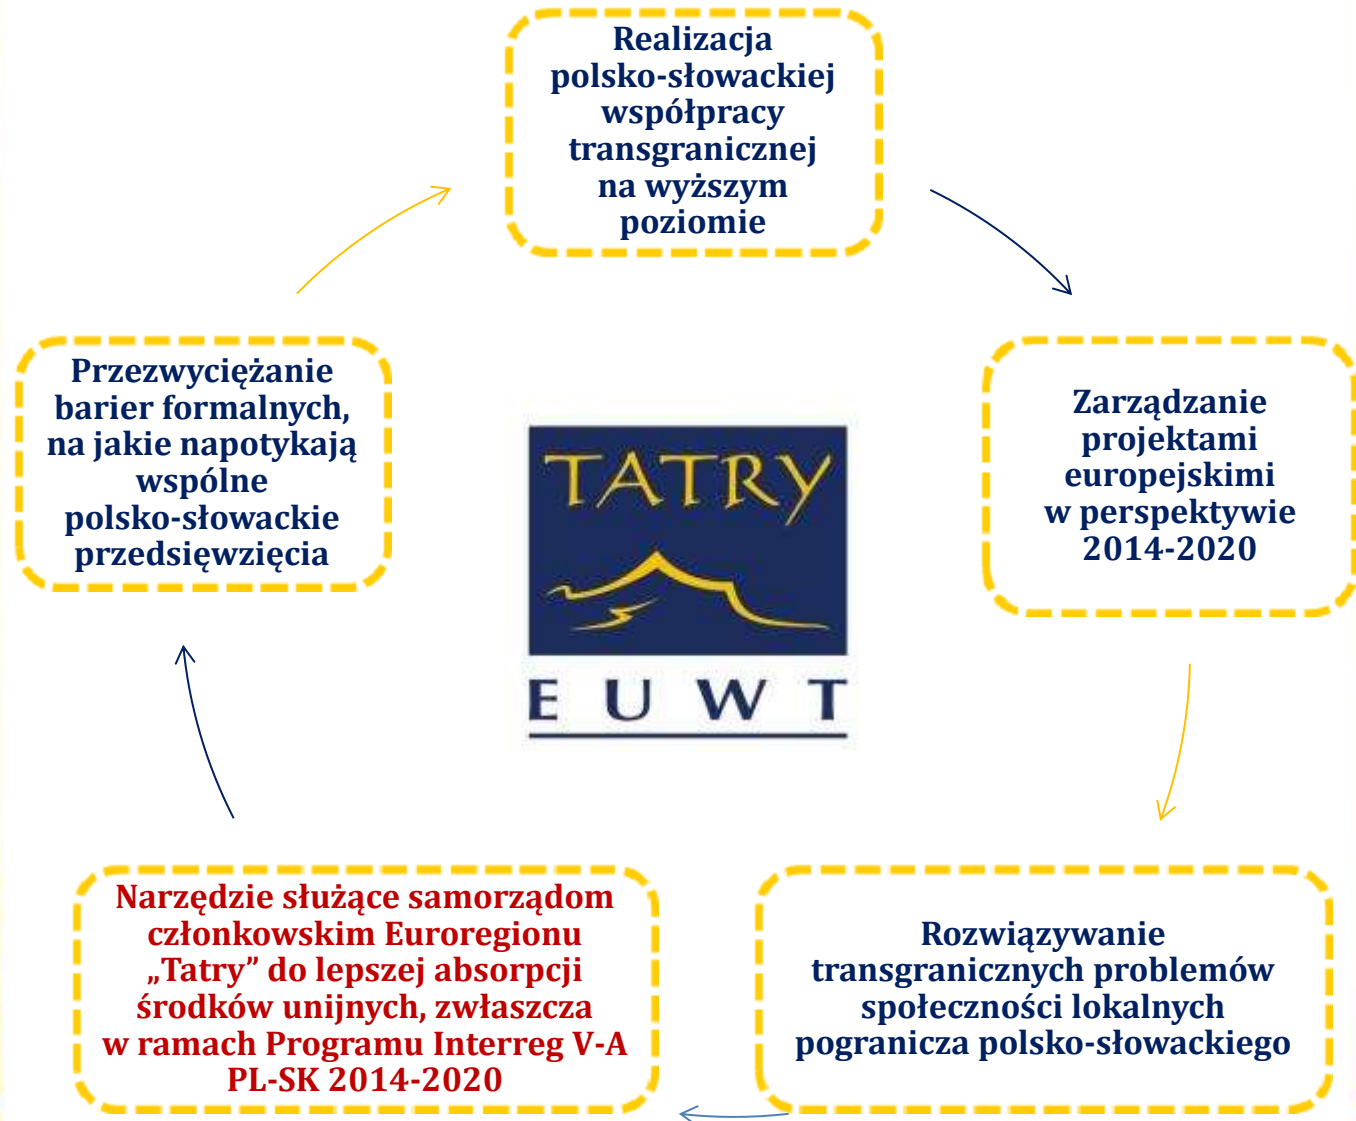 Realizacja
polsko-słowackiej
współpracy
transgranicznej
na wyższym
poziomie
Zarządzanie
projektami
europejskimi
w perspektywie
2014-2020
Rozwiązywanie
transgranicznych problemów
społeczności lokalnych
pogranicza polsko-słowackiego
Narzędzie służące samorządom
członkowskim Euroregionu
„Tatry” do lepszej absorpcji
środków unijnych, zwłaszcza
w ramach Programu Interreg V-A
PL-SK 2014-2020
Przezwyciężanie
barier formalnych,
na jakie napotykają
wspólne
polsko-słowackie
przedsięwzięcia
TATRY
EUWT